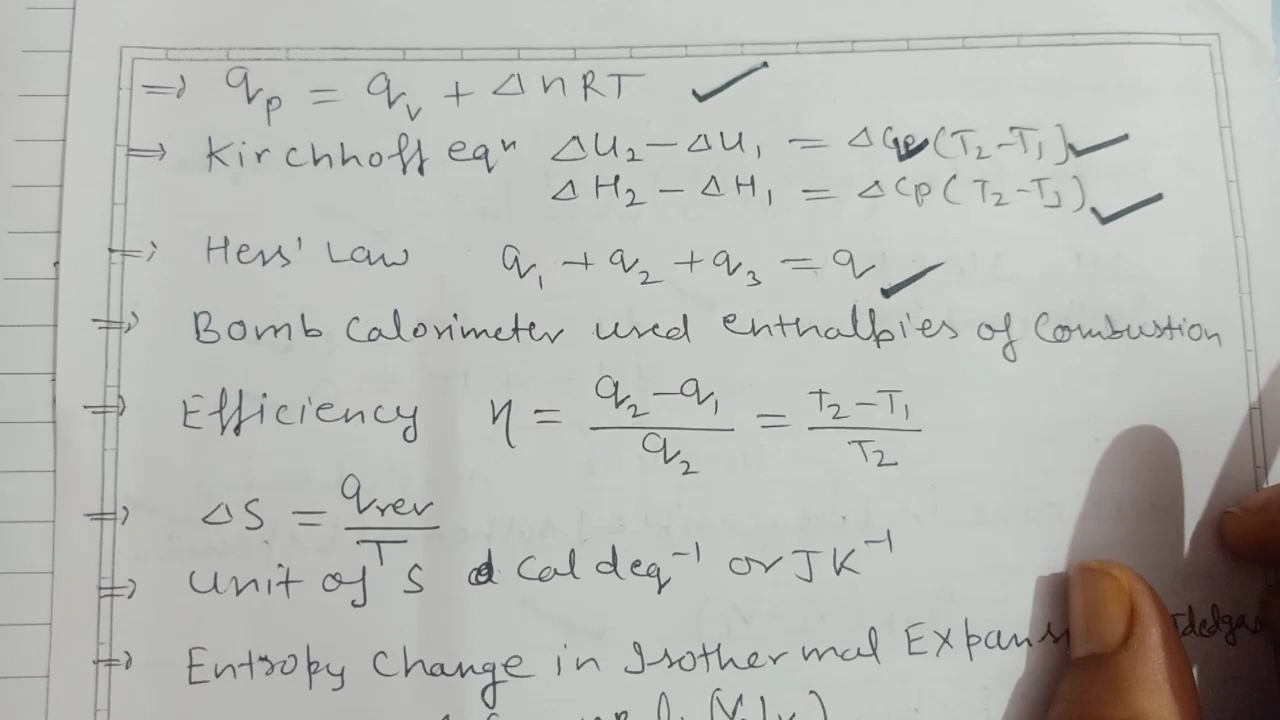 ⇒ qp = qv + ΔnRT ✓
⇒ Kirchhoff eqn ΔU2 − ΔU1 = ΔCv (T2−T1) ✓
ΔH2 − ΔH1 = ΔCp (T2−T1) ✓
⇒ Hess' Law q1 + q2 + q3 = q ✓
⇒ Bomb Calorimeter used enthalpies of Combustion
⇒ Efficiency η = (q2−q1)/q2 = (T2−T1)/T2
⇒ ΔS = qrev/T
⇒ unit of S Cal deg⁻¹ or JK⁻¹
⇒ Entropy Change in Isothermal